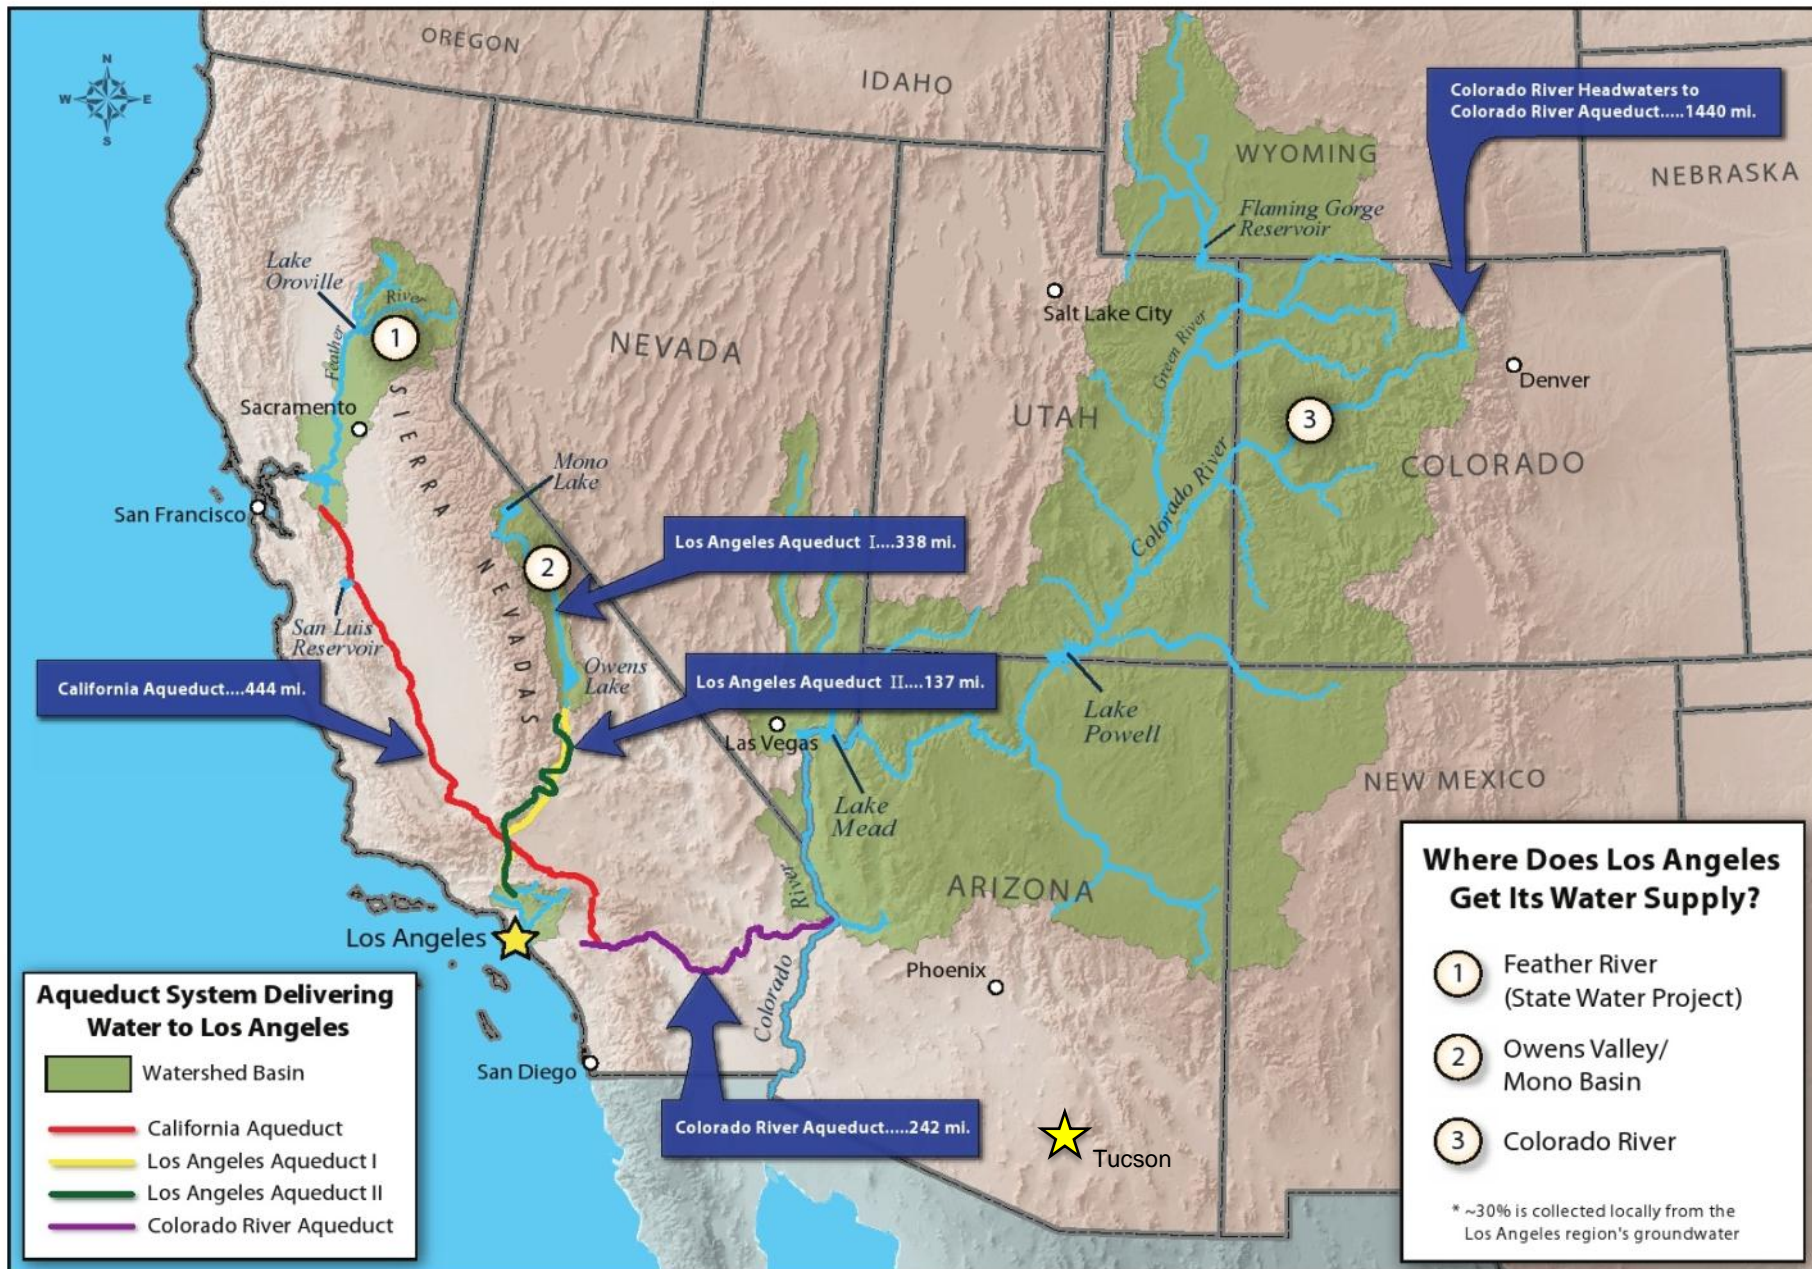 OREGON
IDAHO
N
W E
S
Colorado River Headwaters to
Colorado River Aqueduct.....1440 mi.
WYOMING
NEBRASKA
Flaming Gorge
Reservoir
Lake
Oroville
River
1
Feather
Salt Lake City
NEVADA
Green River
Denver
Sacramento
SIERRA
UTAH
3
COLORADO
Mono
Lake
Colorado River
San Francisco
Los Angeles Aqueduct I....338 mi.
2
NEVADAS
San Luis
Reservoir
Owens
Lake
California Aqueduct....444 mi.
Los Angeles Aqueduct II....137 mi.
Las Vegas
Lake
Powell
Lake
Mead
NEW MEXICO
River
ARIZONA
Los Angeles
Phoenix
Colorado
San Diego
Colorado River Aqueduct.....242 mi.
Tucson
Aqueduct System Delivering
Water to Los Angeles
Watershed Basin
California Aqueduct
Los Angeles Aqueduct I
Los Angeles Aqueduct II
Colorado River Aqueduct
Where Does Los Angeles
Get Its Water Supply?
1 Feather River
(State Water Project)
2 Owens Valley/
Mono Basin
3 Colorado River
* ~30% is collected locally from the
Los Angeles region's groundwater